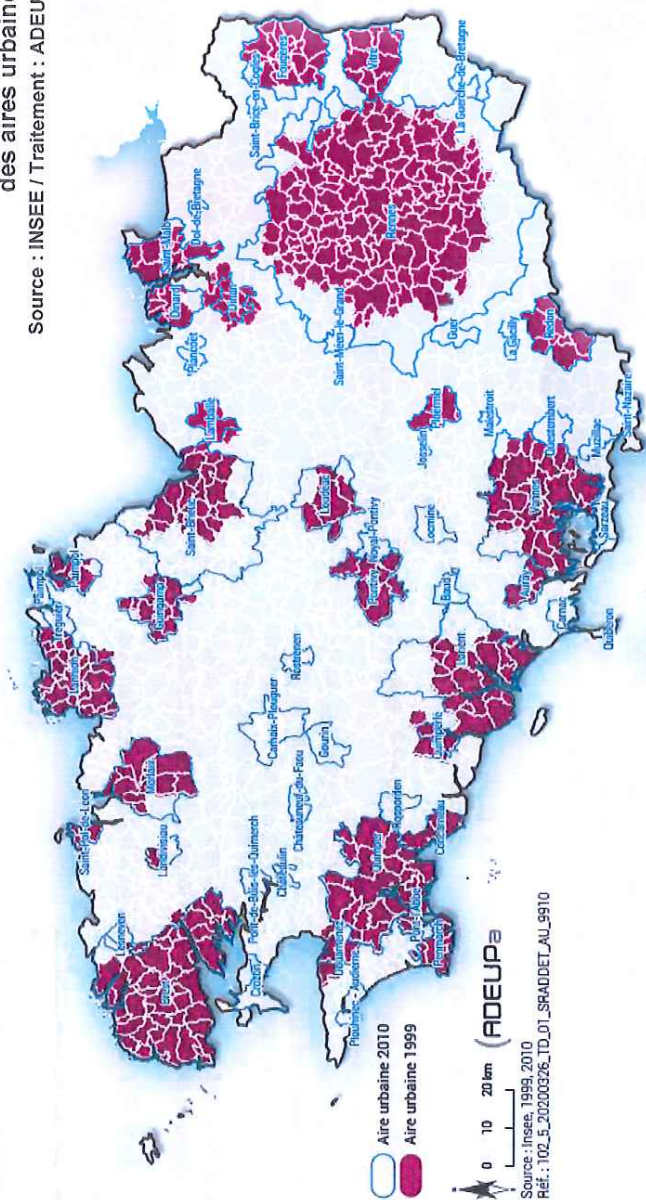 des aires urbaine
Source : INSEE / Traitement : ADEU
Saint-Brice-en-Coglès
Fougères
Vitré
La Guerche-de-Bretagne
Rennes
Saint-Malo
Dol-de-Bretagne
Dinard
Dinan
Plancoët
Saint-Méen-le-Grand
Guer
La Gacilly
Redon
Lamballe
Saint-Brieuc
Loudéac
Josselin
Ploërmel
Malestroit
Questembert
Muzillac
Saint-Nazaire
Vannes
Sarzeau
Locminé
Noyal-Pontivy
Pontivy
Paimpol
Paimpol
Tréguier
Lannion
Guingamp
Baud
Auray
Carnac
Quiberon
Lorient
Rostrenen
Carhaix-Plouguer
Gourin
Quimperlé
Morlaix
Saint-Pol-de-Léon
Landivisiau
Châteauneuf-du-Faou
Châteaulin
Pont-de-Buis-lès-Quimerch
Crozon
Lesneven
Brest
Rosporden
Concarneau
Quimper
Douarnenez
Pont-l'Abbé
Penmarch
Plouhinec - Audierne
Aire urbaine 2010
Aire urbaine 1999
0 10 20 km
(ADEUPa
Source : Insee, 1999, 2010
Réf. : 102_5_20200326_TD_01_SRADDET_AU_9910